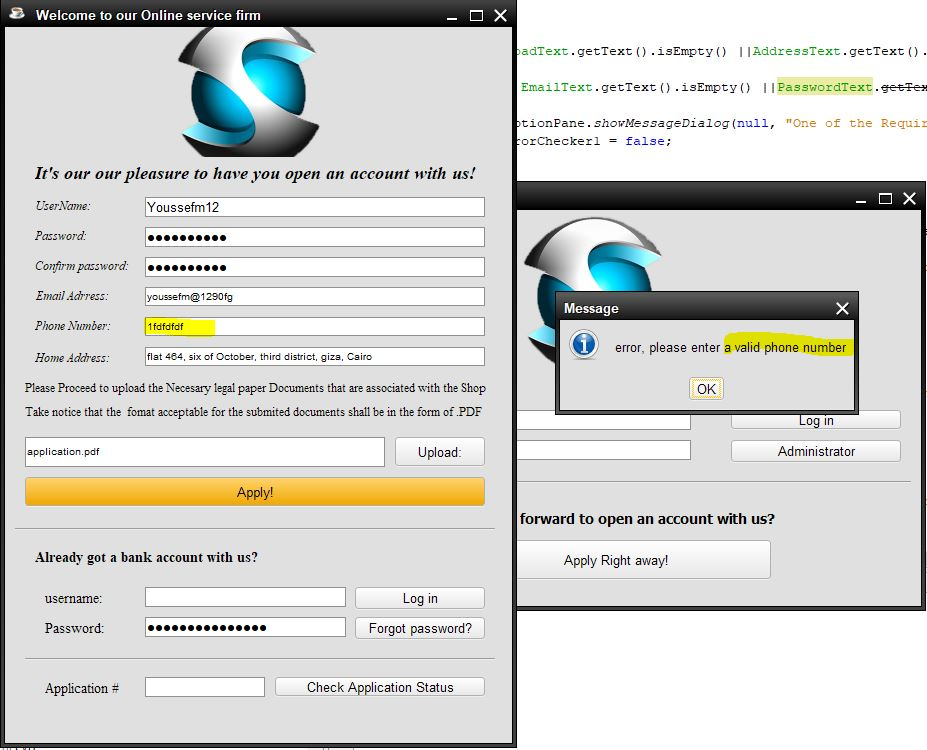 Welcome to our Online service firm
It's our our pleasure to have you open an account with us!
UserName: Youssefm12
Password: ●●●●●●●●●●
Confirm password: ●●●●●●●●●●
Email Adrress: youssefm@1290fg
Phone Number: 1fdfdfdf
Home Address: flat 464, six of October, third district, giza, Cairo
Please Proceed to upload the Necesary legal paper Documents that are associated with the Shop
Take notice that the fomat acceptable for the submited documents shall be in the form of .PDF
application.pdf Upload:
Apply!
Already got a bank account with us?
username: Log in
Password: ●●●●●●●●●●●●●●● Forgot password?
Application # Check Application Status
oadText.getText().isEmpty() ||AddressText.getText().
EmailText.getText().isEmpty() ||PasswordText.getTex
ptionPane.showMessageDialog(null, "One of the Requir
rorChecker1 = false;
Message
error, please enter a valid phone number
OK
Log in
Administrator
forward to open an account with us?
Apply Right away!